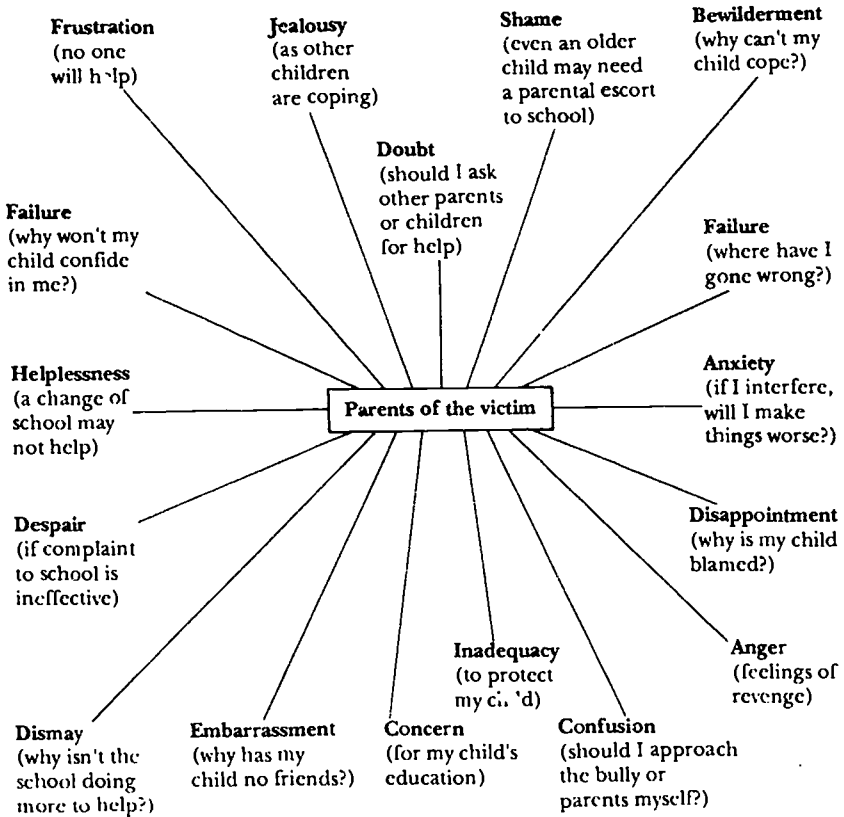 Frustration
(no one
will help)
Jealousy
(as other
children
are coping)
Shame
(even an older
child may need
a parental escort
to school)
Bewilderment
(why can't my
child cope?)
Doubt
(should I ask
other parents
or children
for help)
Failure
(why won't my
child confide
in me?)
Failure
(where have I
gone wrong?)
Helplessness
(a change of
school may
not help)
Parents of the victim
Anxiety
(if I interfere,
will I make
things worse?)
Despair
(if complaint
to school is
ineffective)
Disappointment
(why is my child
blamed?)
Inadequacy
(to protect
my child)
Anger
(feelings of
revenge)
Dismay
(why isn't the
school doing
more to help?)
Embarrassment
(why has my
child no friends?)
Concern
(for my child's
education)
Confusion
(should I approach
the bully or
parents myself?)